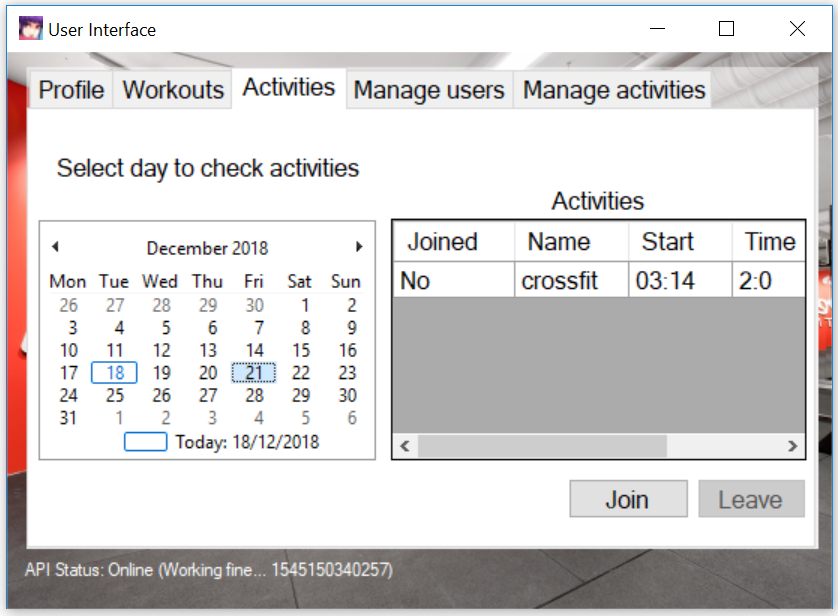 User Interface
Profile Workouts Activities Manage users Manage activities
Select day to check activities
December 2018
Mon Tue Wed Thu Fri Sat Sun
26 27 28 29 30 1 2
3 4 5 6 7 8 9
10 11 12 13 14 15 16
17 18 19 20 21 22 23
24 25 26 27 28 29 30
31 1 2 3 4 5 6
Today: 18/12/2018
Activities
Joined Name Start Time
No crossfit 03:14 2:0
Join Leave
API Status: Online (Working fine... 1545150340257)